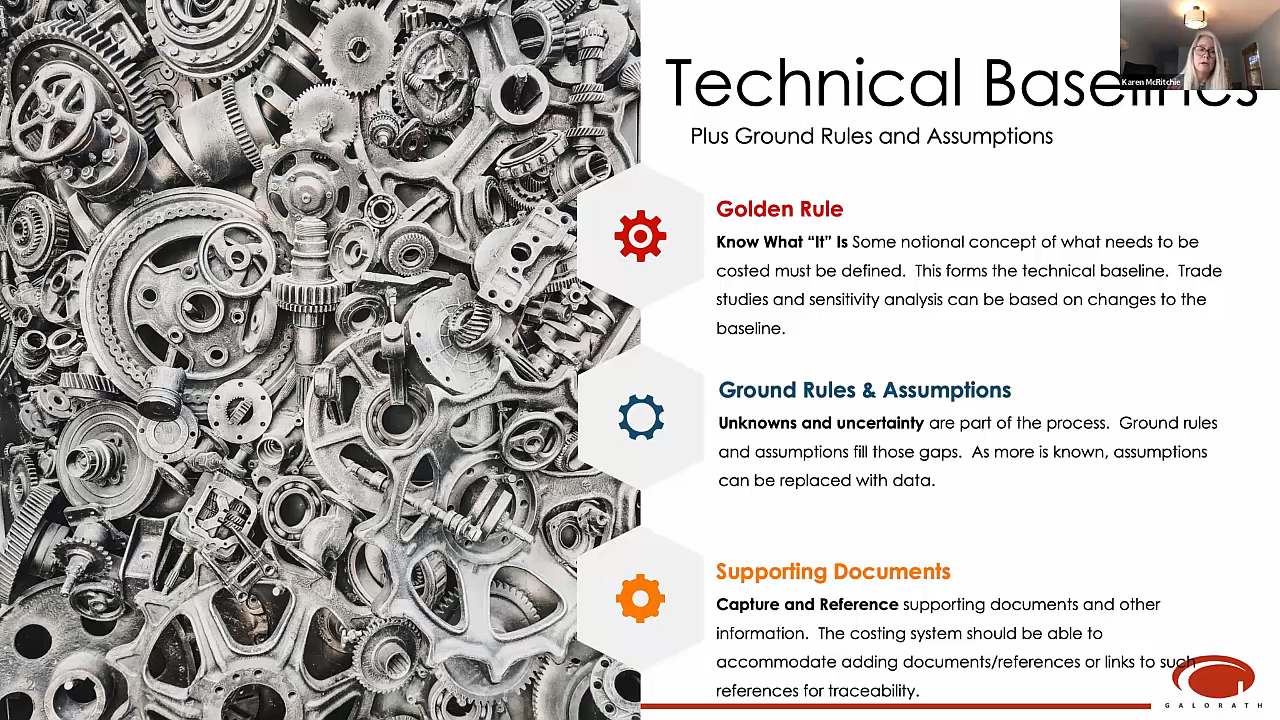 Technical Baselines
Karen McRitchie
Plus Ground Rules and Assumptions
Golden Rule
Know What “It” Is Some notional concept of what needs to be
costed must be defined.  This forms the technical baseline.  Trade
studies and sensitivity analysis can be based on changes to the
baseline.
Ground Rules & Assumptions
Unknowns and uncertainty are part of the process.  Ground rules
and assumptions fill those gaps.  As more is known, assumptions
can be replaced with data.
Supporting Documents
Capture and Reference supporting documents and other
information.  The costing system should be able to
accommodate adding documents/references or links to such
references for traceability.
GALORATH